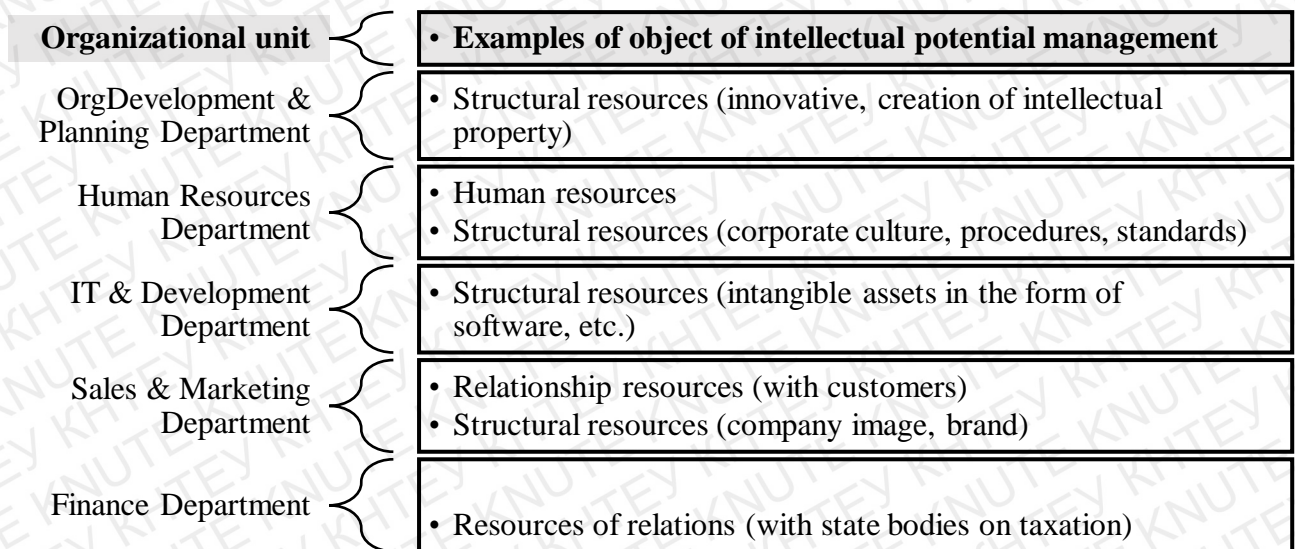 Organizational unit
• Examples of object of intellectual potential management
OrgDevelopment &
Planning Department
• Structural resources (innovative, creation of intellectual
property)
Human Resources
Department
• Human resources
• Structural resources (corporate culture, procedures, standards)
IT & Development
Department
• Structural resources (intangible assets in the form of
software, etc.)
Sales & Marketing
Department
• Relationship resources (with customers)
• Structural resources (company image, brand)
Finance Department
• Resources of relations (with state bodies on taxation)